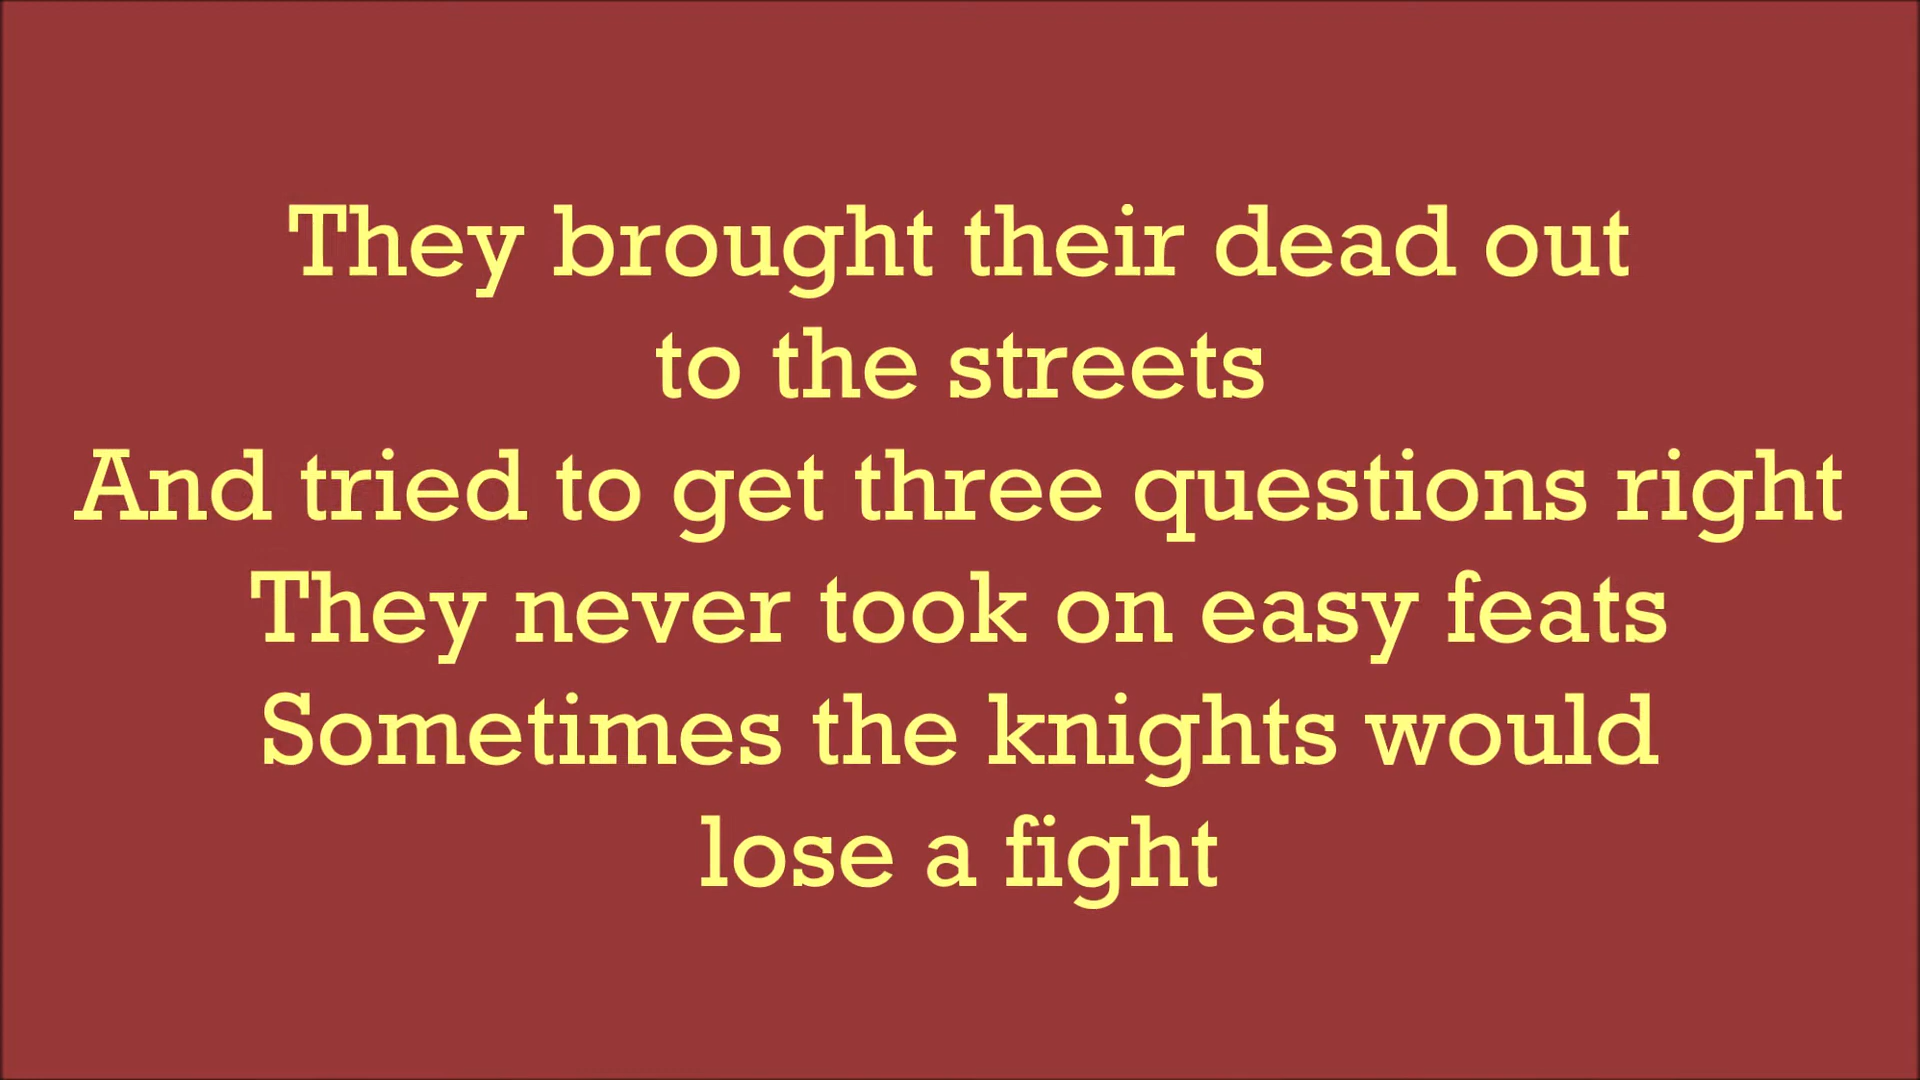 They brought their dead out
to the streets
And tried to get three questions right
They never took on easy feats
Sometimes the knights would
lose a fight